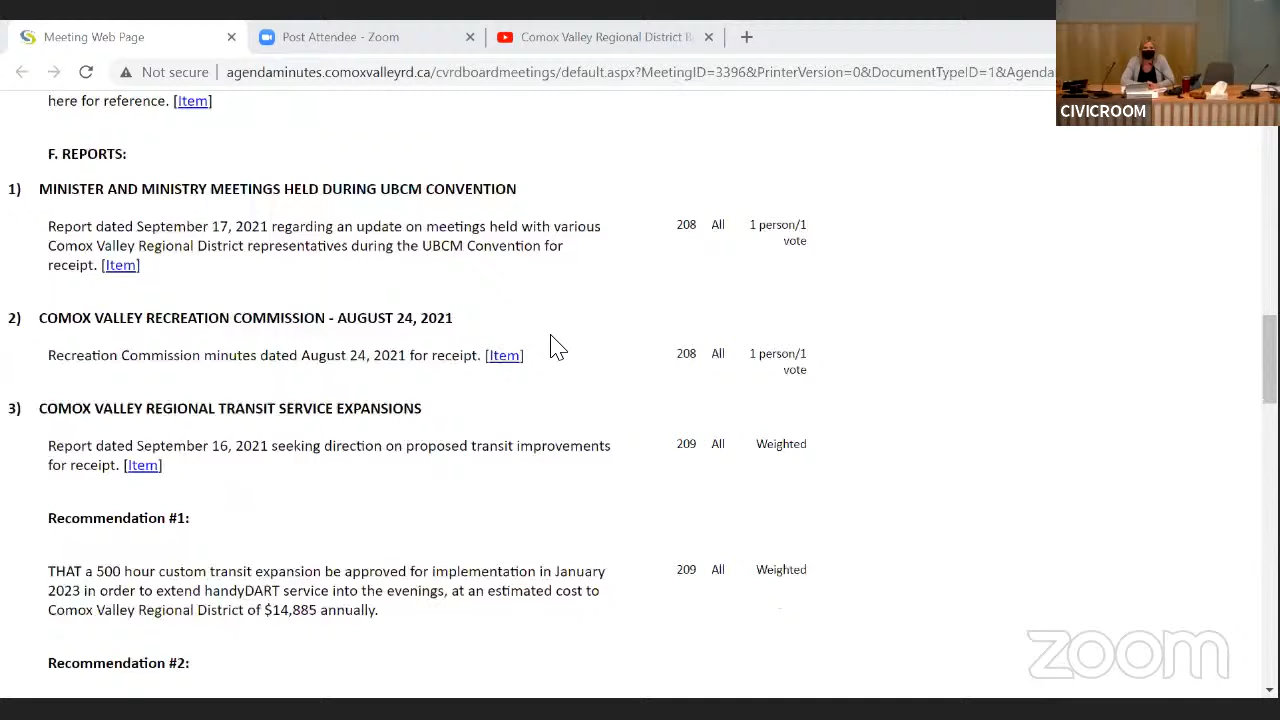 Meeting Web Page
Post Attendee - Zoom
Comox Valley Regional District B
Not secure
agendaminutes.comoxvalleyrd.ca/cvrdboardmeetings/default.aspx?MeetingID=3396&PrinterVersion=0&DocumentTypeID=1&Agenda
CIVICROOM
here for reference. [Item]
F. REPORTS:
1) MINISTER AND MINISTRY MEETINGS HELD DURING UBCM CONVENTION
Report dated September 17, 2021 regarding an update on meetings held with various 208 All 1 person/1
Comox Valley Regional District representatives during the UBCM Convention for vote
receipt. [Item]
2) COMOX VALLEY RECREATION COMMISSION - AUGUST 24, 2021
Recreation Commission minutes dated August 24, 2021 for receipt. [Item] 208 All 1 person/1
vote
3) COMOX VALLEY REGIONAL TRANSIT SERVICE EXPANSIONS
Report dated September 16, 2021 seeking direction on proposed transit improvements 209 All Weighted
for receipt. [Item]
Recommendation #1:
THAT a 500 hour custom transit expansion be approved for implementation in January 209 All Weighted
2023 in order to extend handyDART service into the evenings, at an estimated cost to
Comox Valley Regional District of $14,885 annually.
Recommendation #2:
zoom